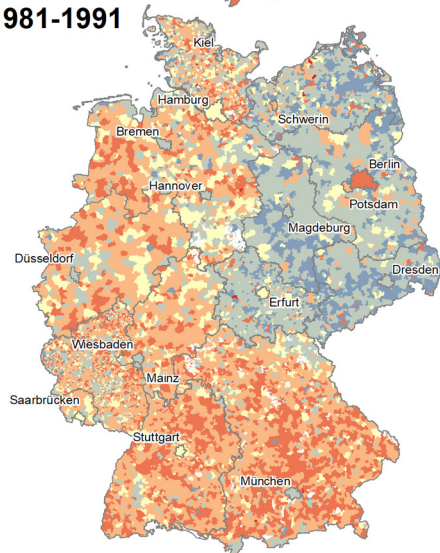 981-1991
Kiel
Hamburg
Schwerin
Bremen
Berlin
Hannover
Potsdam
Magdeburg
Düsseldorf
Dresden
Erfurt
Wiesbaden
Mainz
Saarbrücken
Stuttgart
München